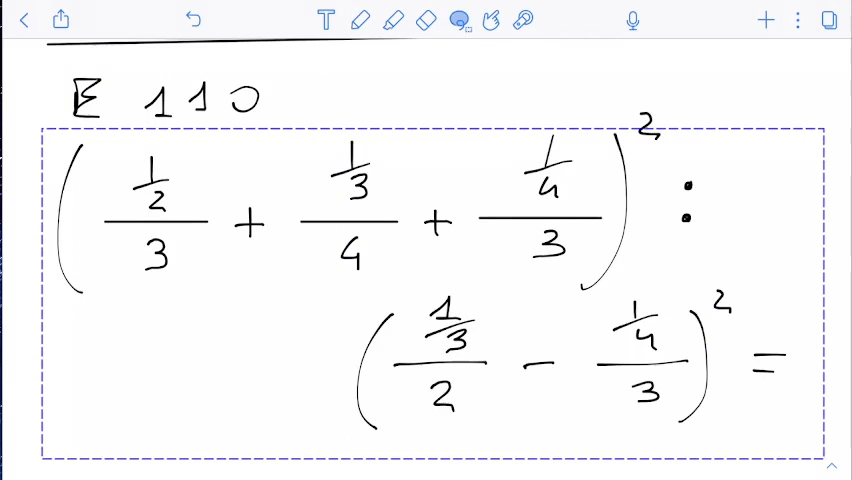 E 110
( 1/2 / 3 + 1/3 / 4 + 1/4 / 3 )² :
( 1/3 / 2 - 1/4 / 3 )² =